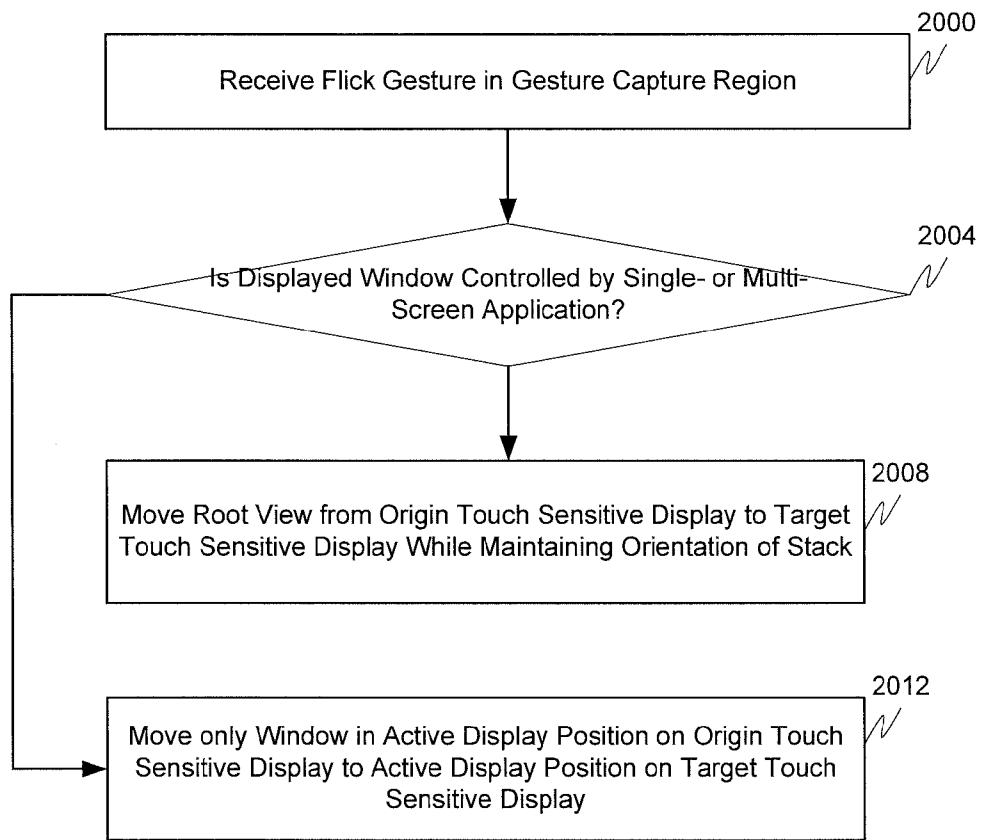 2000
Receive Flick Gesture in Gesture Capture Region
2004
Is Displayed Window Controlled by Single- or Multi-
Screen Application?
2008
Move Root View from Origin Touch Sensitive Display to Target
Touch Sensitive Display While Maintaining Orientation of Stack
2012
Move only Window in Active Display Position on Origin Touch
Sensitive Display to Active Display Position on Target Touch
Sensitive Display